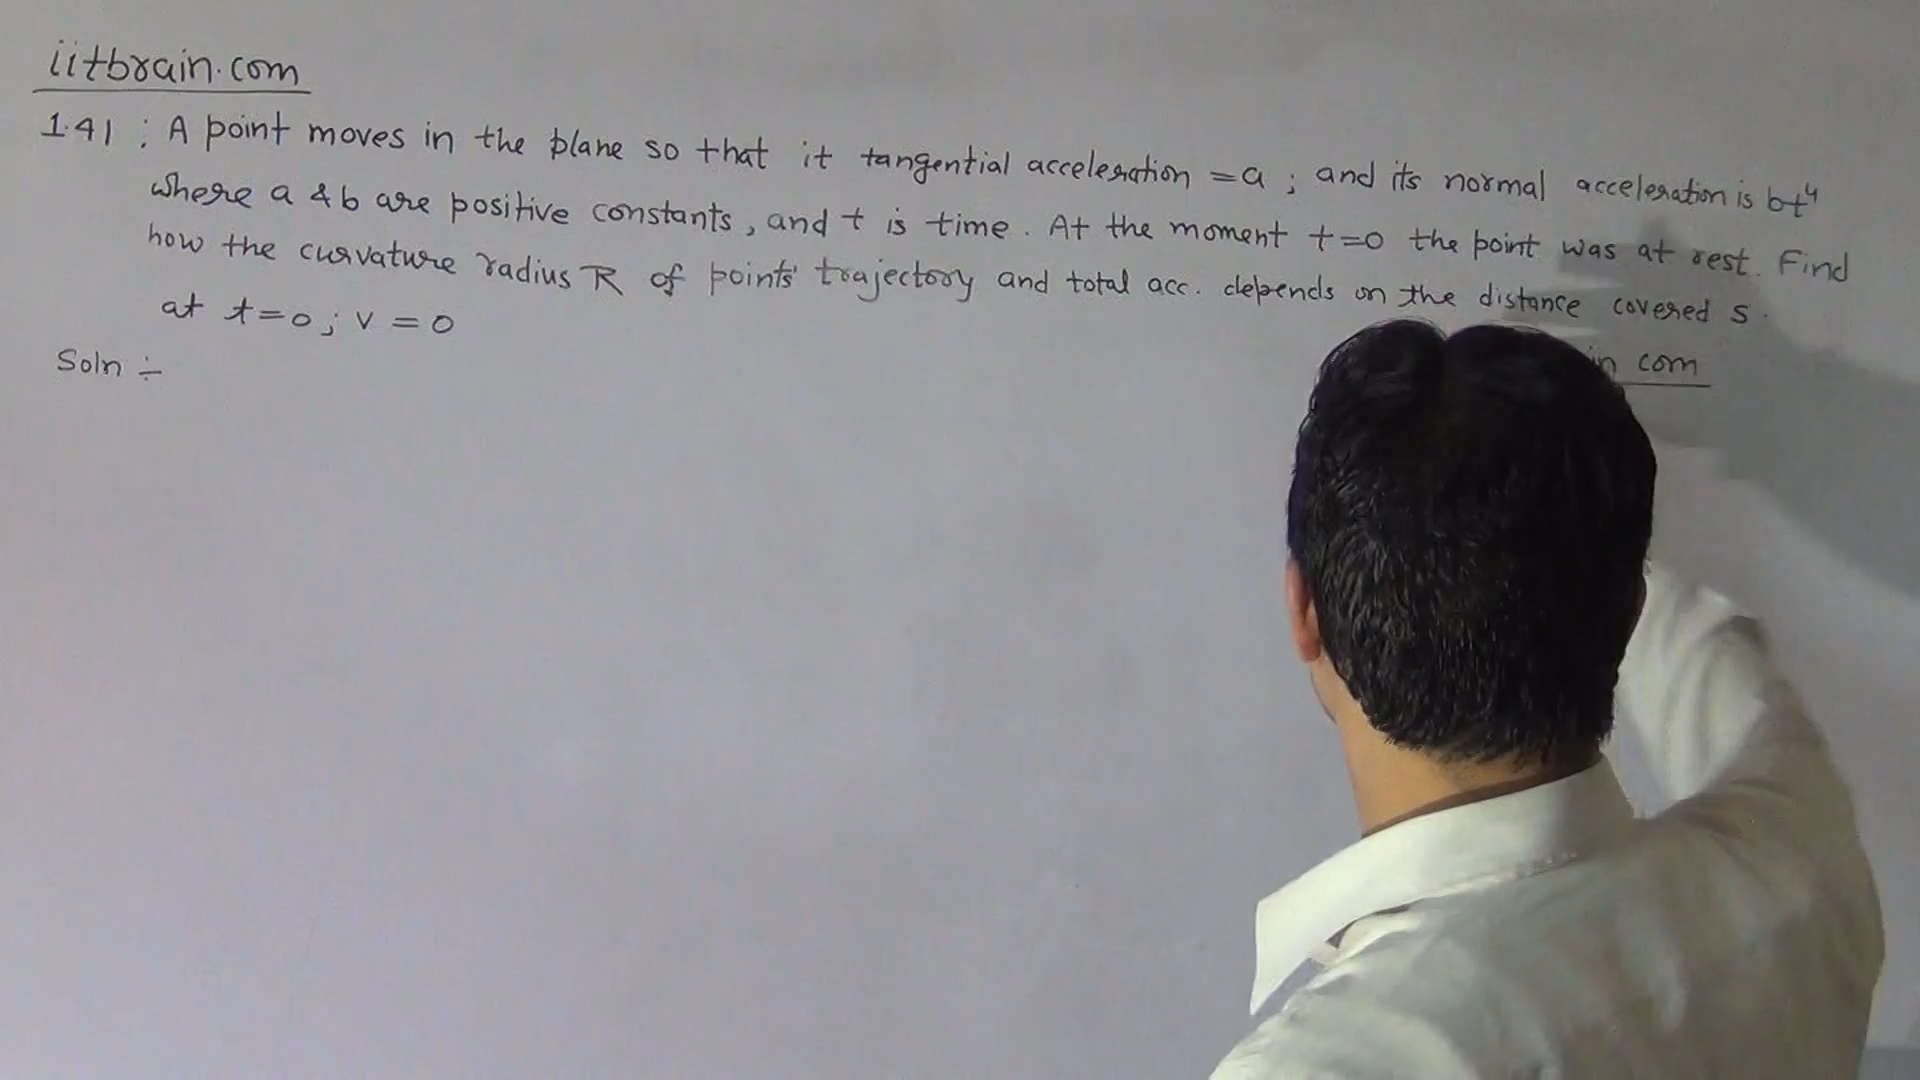 iitbrain.com
1.41 : A point moves in the plane so that it tangential acceleration = a ; and its normal acceleration is bt⁴
where a & b are positive constants, and t is time. At the moment t=0 the point was at rest. Find
how the curvature radius R of points' trajectory and total acc. depends on the distance covered s.
at t=0; v = 0
com
Soln ÷